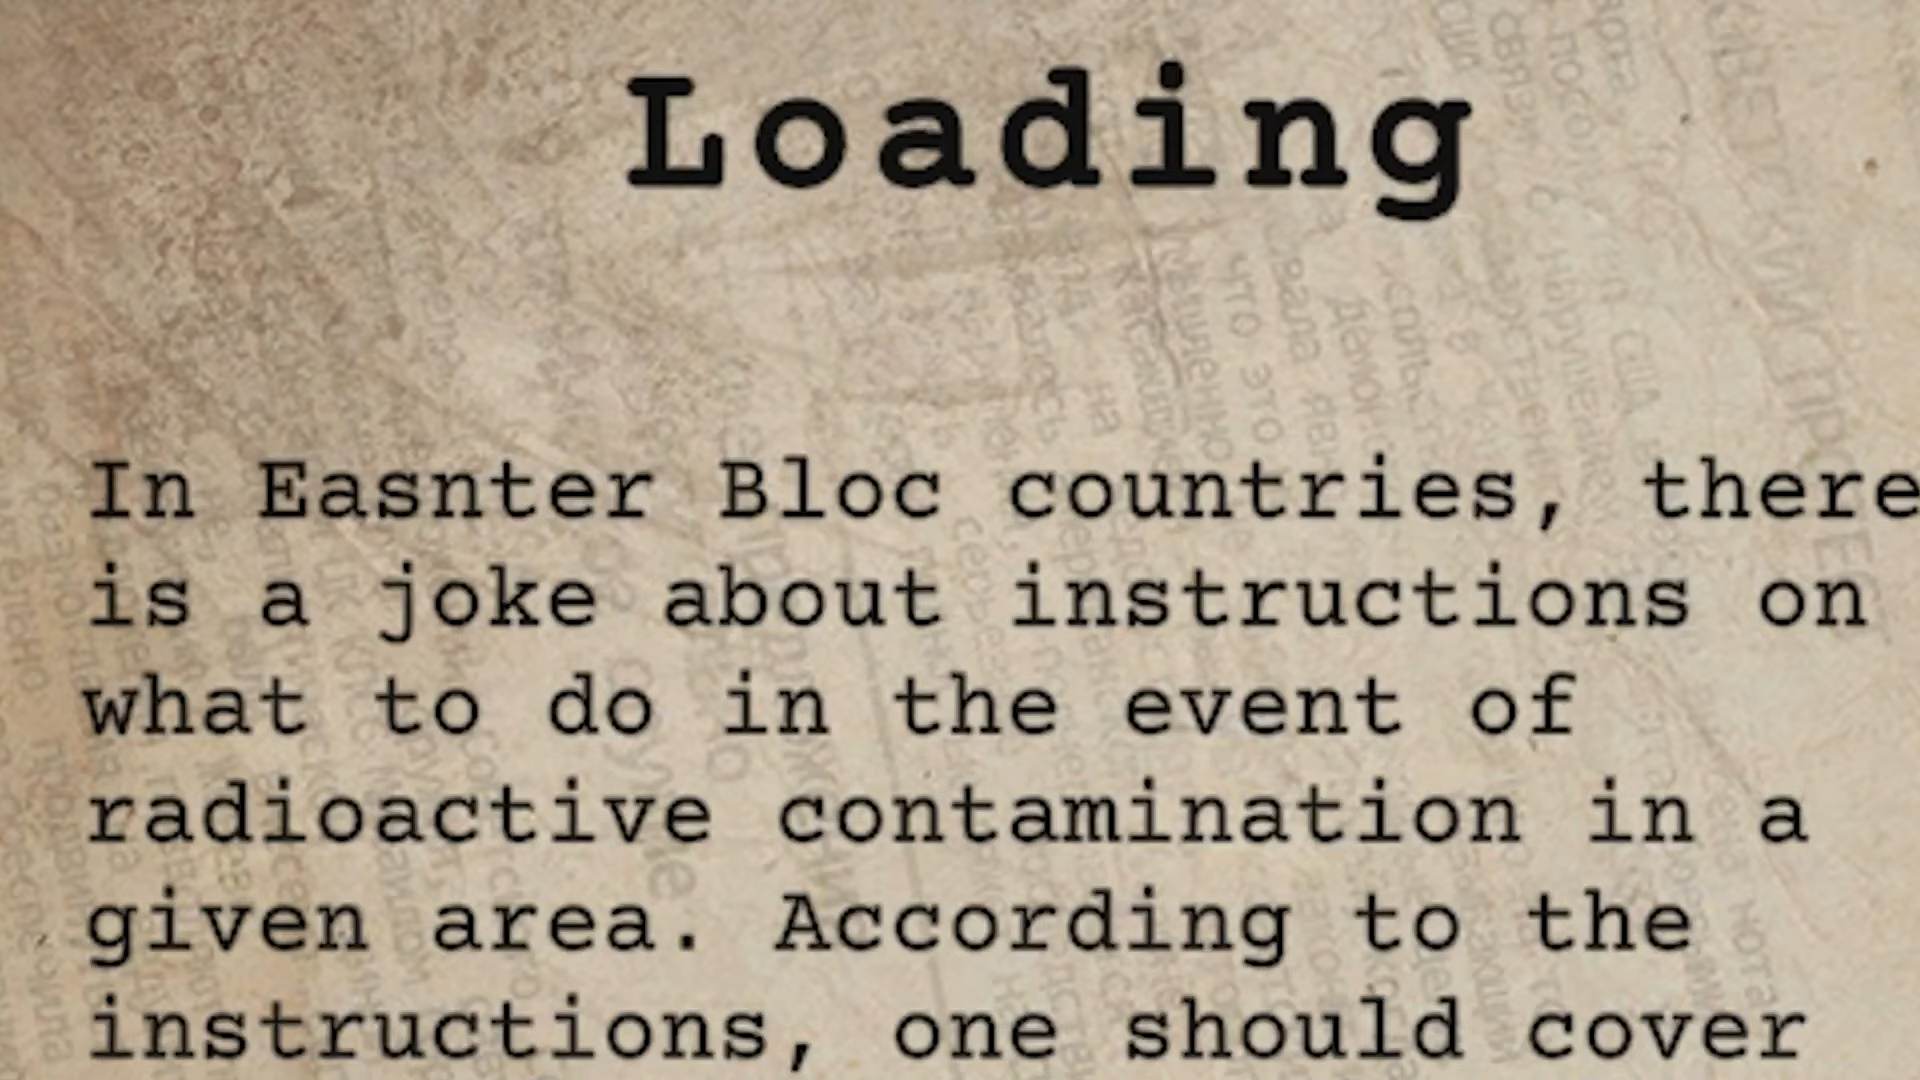 Loading
In Easnter Bloc countries, there
is a joke about instructions on
what to do in the event of
radioactive contamination in a
given area. According to the
instructions, one should cover